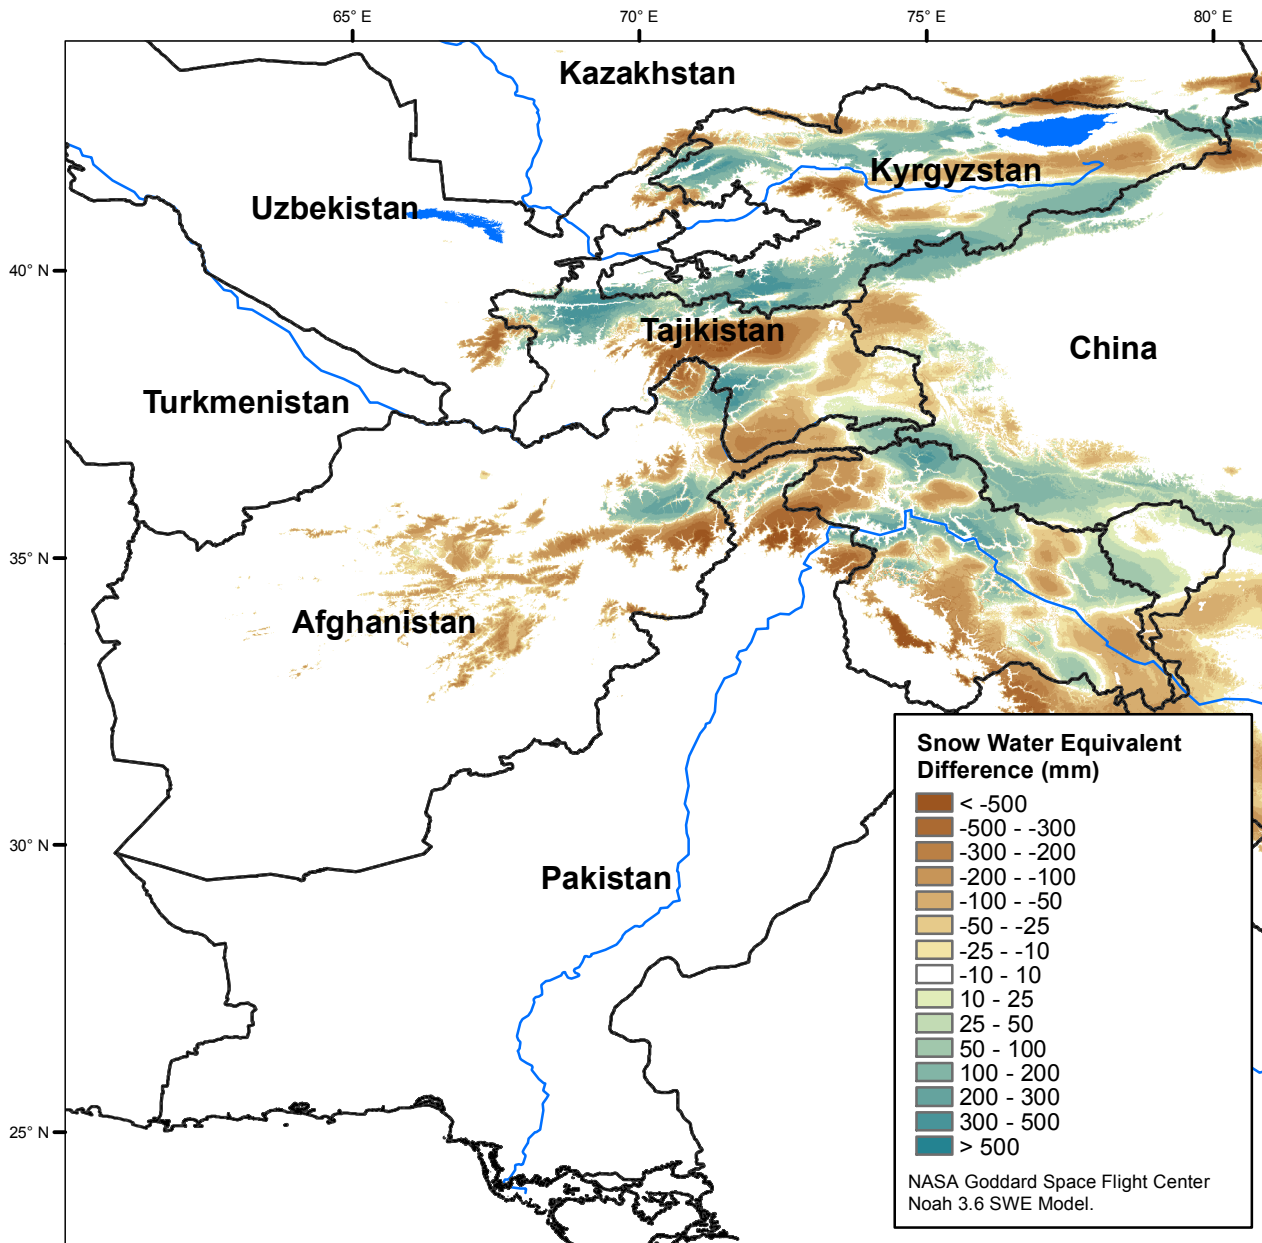 65° E
70° E
75° E
80° E
Kazakhstan
Kyrgyzstan
Uzbekistan
40° N
Tajikistan
China
Turkmenistan
35° N
Afghanistan
30° N
Pakistan
25° N
Snow Water Equivalent
Difference (mm)
< -500
-500 - -300
-300 - -200
-200 - -100
-100 - -50
-50 - -25
-25 - -10
-10 - 10
10 - 25
25 - 50
50 - 100
100 - 200
200 - 300
300 - 500
> 500
NASA Goddard Space Flight Center
Noah 3.6 SWE Model.